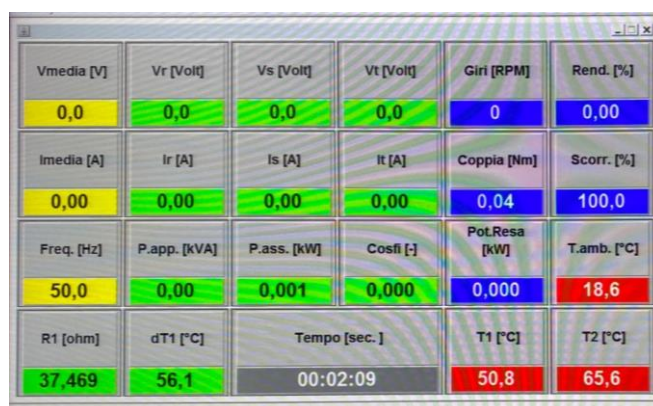 Vmedia [V] Vr [Volt] Vs [Volt] Vt [Volt] Giri [RPM] Rend. [%]
0,0 0,0 0,0 0,0 0 0,00
Imedia [A] Ir [A] Is [A] It [A] Coppia [Nm] Scorr. [%]
0,00 0,00 0,00 0,00 0,04 100,0
Freq. [Hz] P.app. [kVA] P.ass. [kW] Cosfi [-] Pot.Resa [kW] T.amb. [°C]
50,0 0,00 0,001 0,000 0,000 18,6
R1 [ohm] dT1 [°C] Tempo [sec. ] T1 [°C] T2 [°C]
37,469 56,1 00:02:09 50,8 65,6